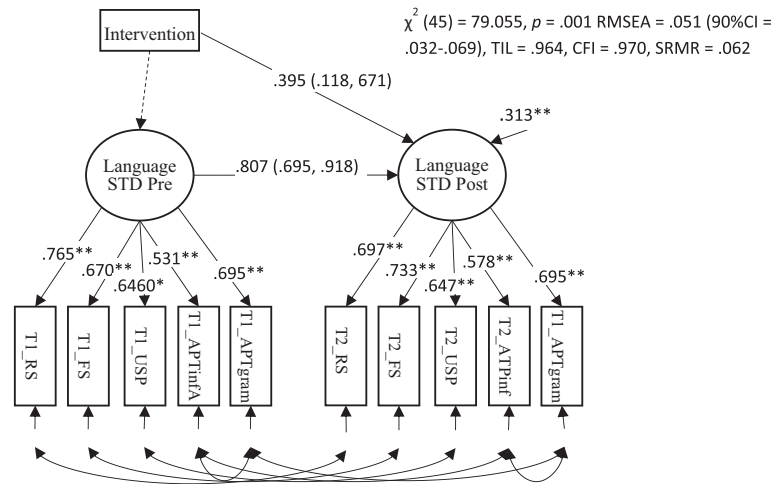 χ² (45) = 79.055, p = .001 RMSEA = .051 (90%CI =
.032-.069), TIL = .964, CFI = .970, SRMR = .062
Intervention
.395 (.118, 671)
.313**
Language
STD Pre
.807 (.695, .918)
Language
STD Post
.765**
.670**
.6460*
.531**
.695**
.697**
.733**
.647**
.578**
.695**
T1_RS
T1_FS
T1_USP
T1_APTinfA
T1_APTgram
T2_RS
T2_FS
T2_USP
T2_ATPinf
T1_APTgram